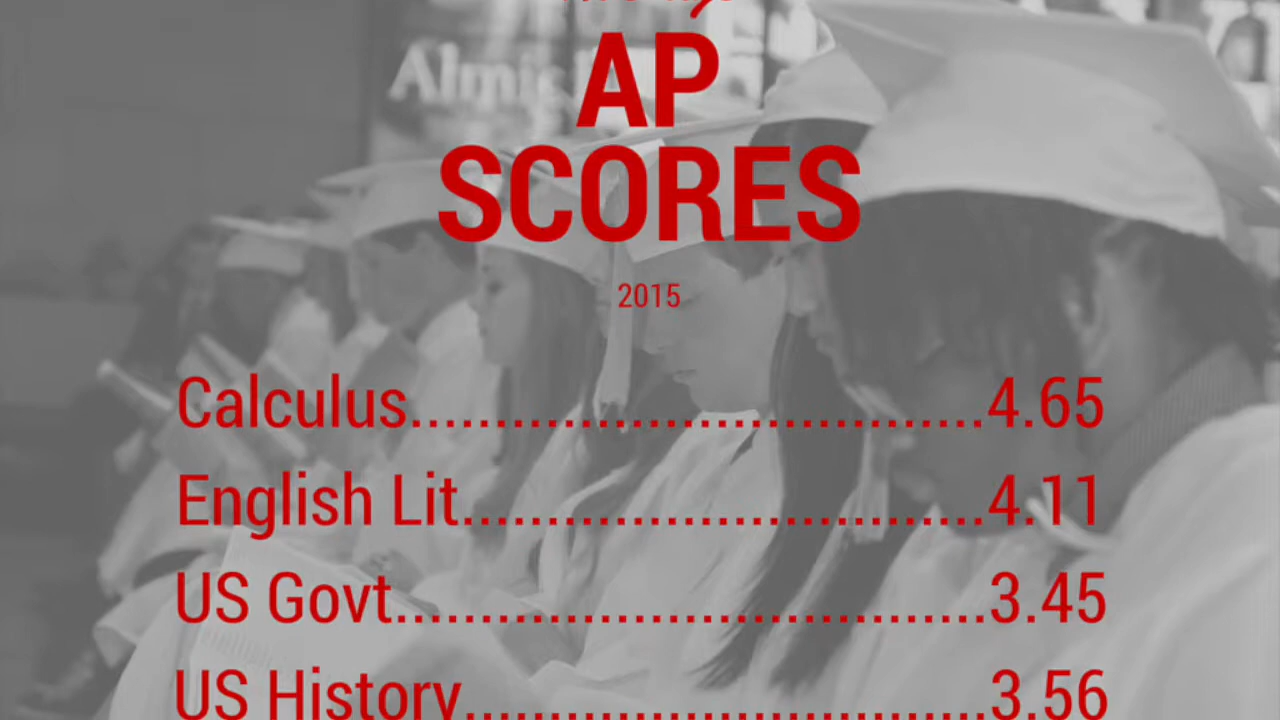 AP
SCORES
2015
Calculus..................................4.65
English Lit...............................4.11
US Govt...................................3.45
US History...............................3.56